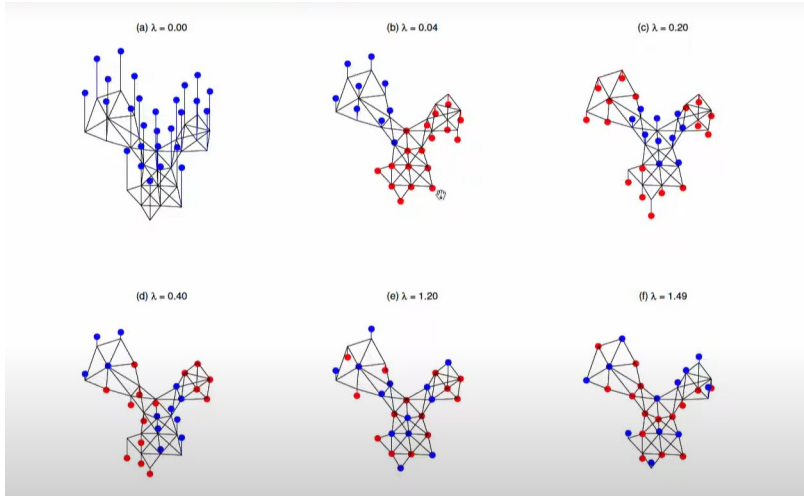 (a) λ = 0.00
(b) λ = 0.04
(c) λ = 0.20
(d) λ = 0.40
(e) λ = 1.20
(f) λ = 1.49